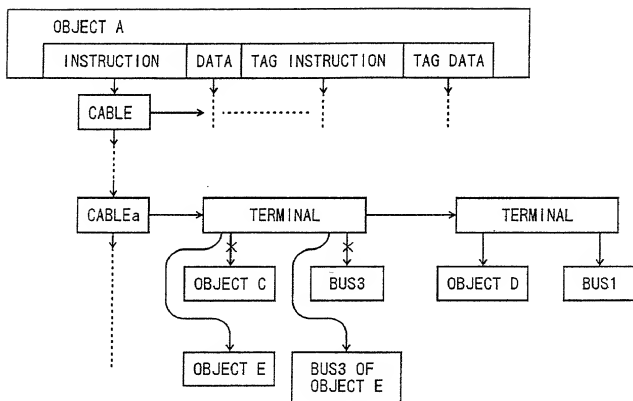 OBJECT A
INSTRUCTION DATA TAG INSTRUCTION TAG DATA
CABLE
CABLEa TERMINAL TERMINAL
OBJECT C BUS3 OBJECT D BUS1
OBJECT E BUS3 OF
OBJECT E